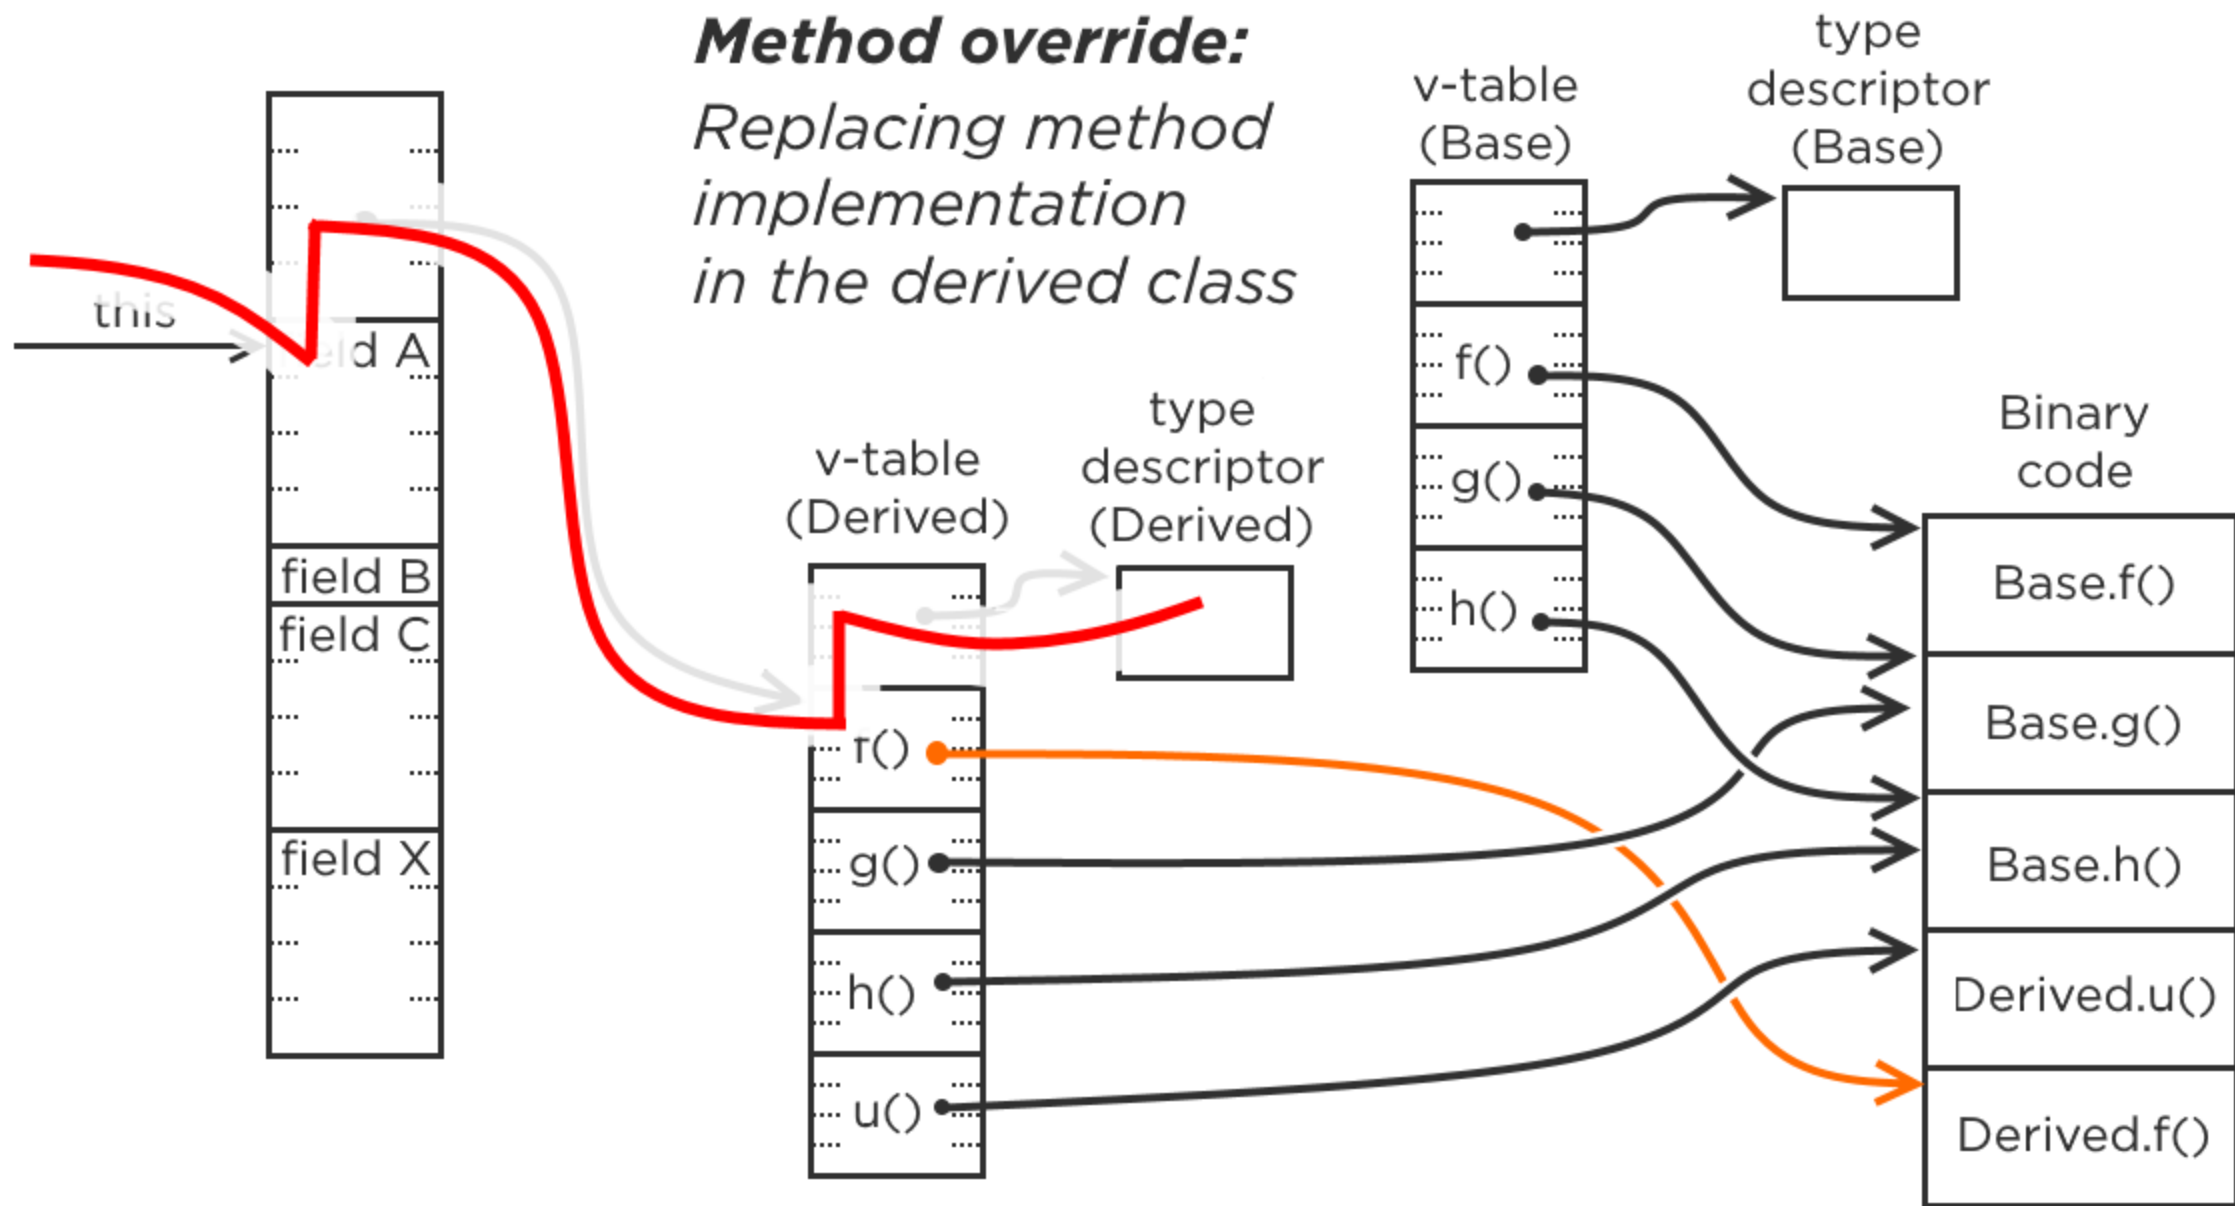 Method override:
Replacing method
implementation
in the derived class
this
d A
field B
field C
field X
v-table
(Derived)
type
descriptor
(Derived)
g()
h()
u()
v-table
(Base)
type
descriptor
(Base)
f()
g()
h()
Binary
code
Base.f()
Base.g()
Base.h()
Derived.u()
Derived.f()